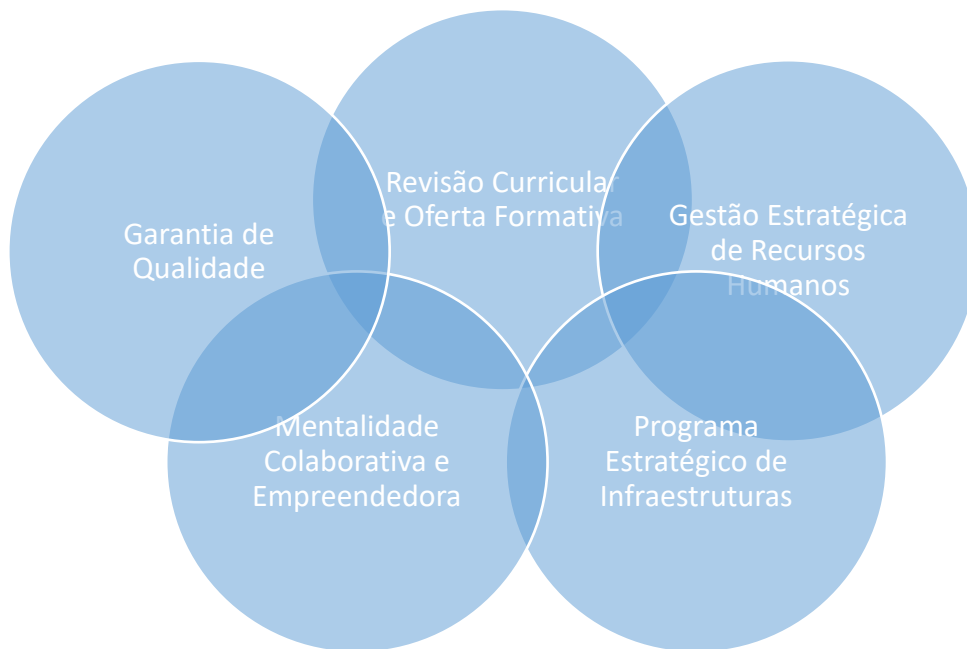 Garantia de
Qualidade
Revisão Curricular
e Oferta Formativa
Gestão Estratégica
de Recursos
Humanos
Mentalidade
Colaborativa e
Empreendedora
Programa
Estratégico de
Infraestruturas